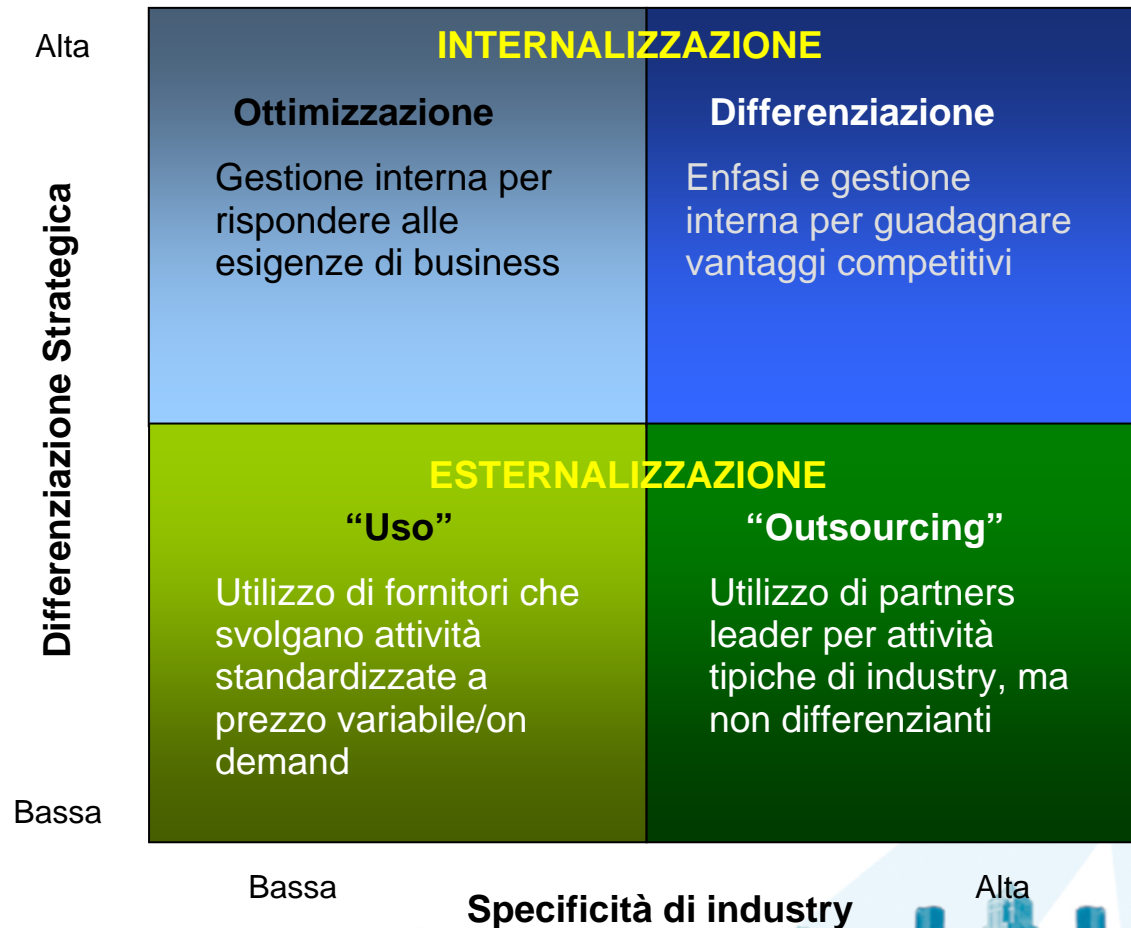 Alta
INTERNALIZZAZIONE
Ottimizzazione
Gestione interna per
rispondere alle
esigenze di business
Differenziazione
Enfasi e gestione
interna per guadagnare
vantaggi competitivi
Differenziazione Strategica
ESTERNALIZZAZIONE
“Uso”
Utilizzo di fornitori che
svolgano attività
standardizzate a
prezzo variabile/on
demand
“Outsourcing”
Utilizzo di partners
leader per attività
tipiche di industry, ma
non differenzianti
Bassa
Bassa
Alta
Specificità di industry